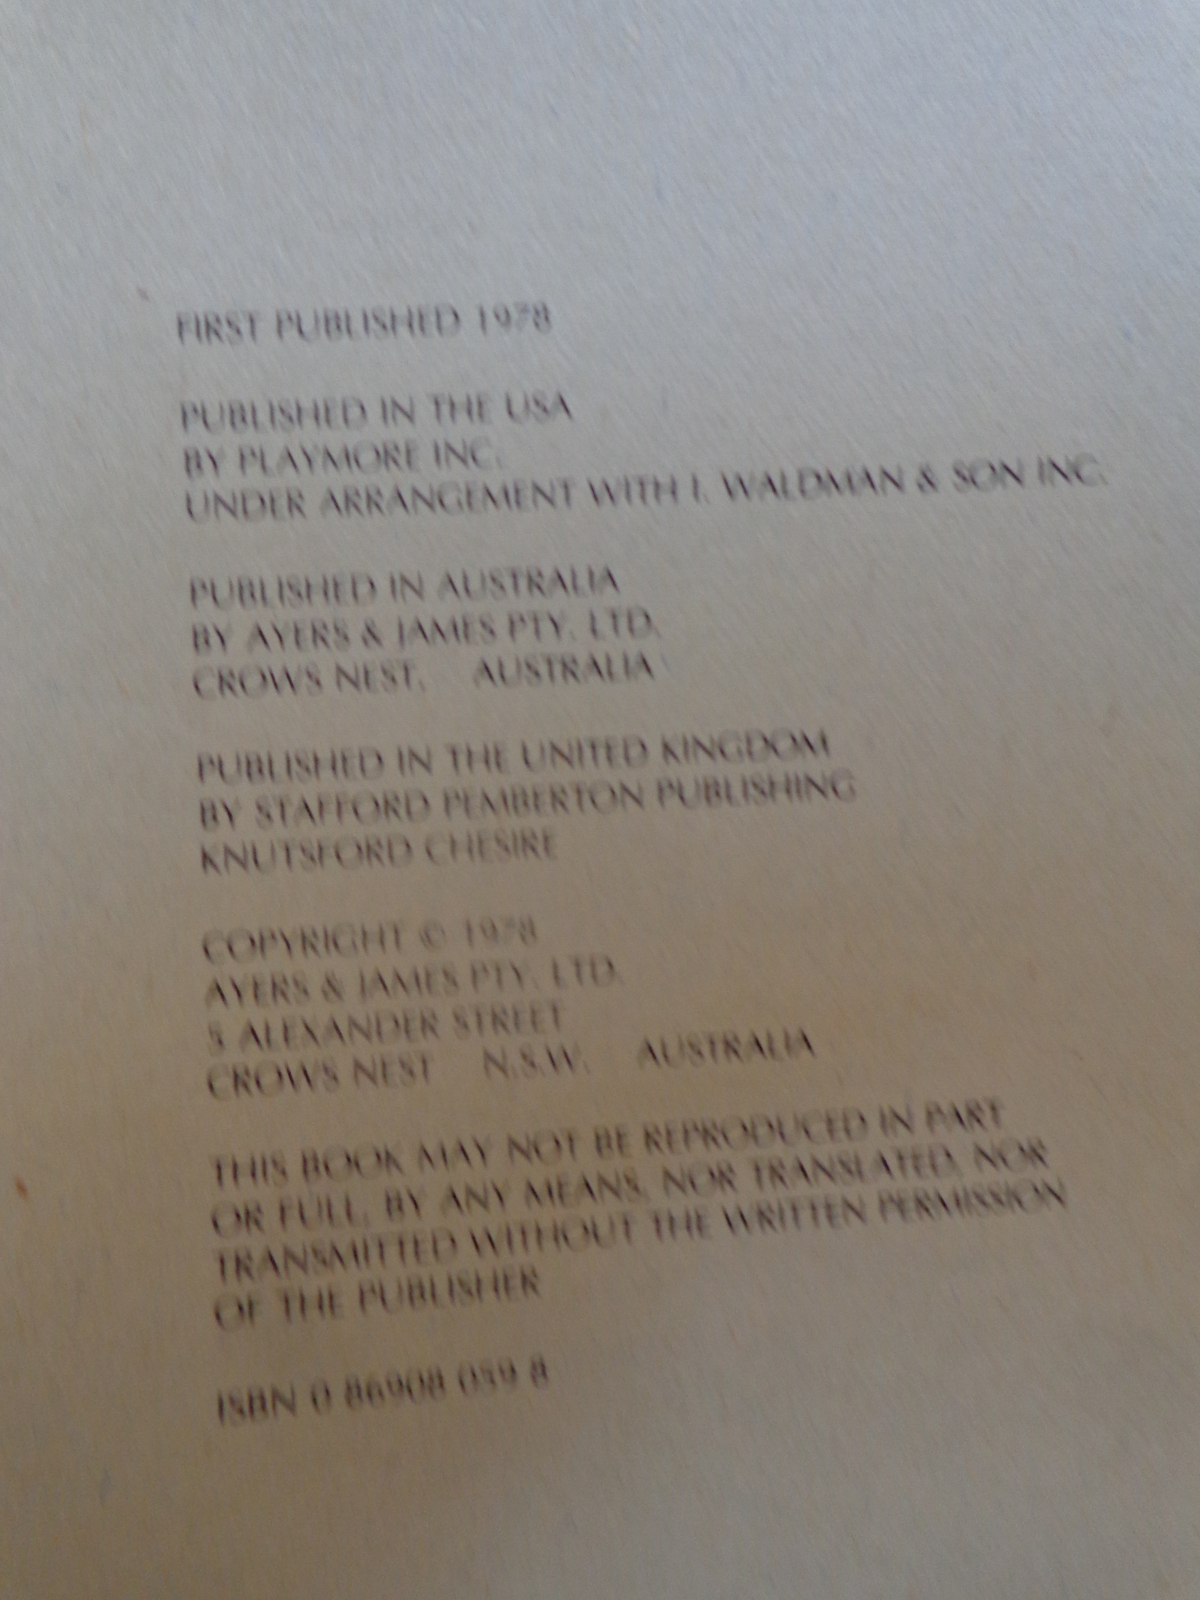 FIRST PUBLISHED 1978
PUBLISHED IN THE USA
BY PLAYMORE INC.
UNDER ARRANGEMENT WITH I. WALDMAN & SON INC.
PUBLISHED IN AUSTRALIA
BY AYERS & JAMES PTY. LTD.
CROWS NEST, AUSTRALIA
PUBLISHED IN THE UNITED KINGDOM
BY STAFFORD PEMBERTON PUBLISHING
KNUTSFORD CHESIRE
COPYRIGHT © 1978
AYERS & JAMES PTY. LTD.
5 ALEXANDER STREET
CROWS NEST N.S.W. AUSTRALIA
THIS BOOK MAY NOT BE REPRODUCED IN PART
OR FULL, BY ANY MEANS, NOR TRANSLATED, NOR
TRANSMITTED WITHOUT THE WRITTEN PERMISSION
OF THE PUBLISHER
ISBN 0 86908 059 8